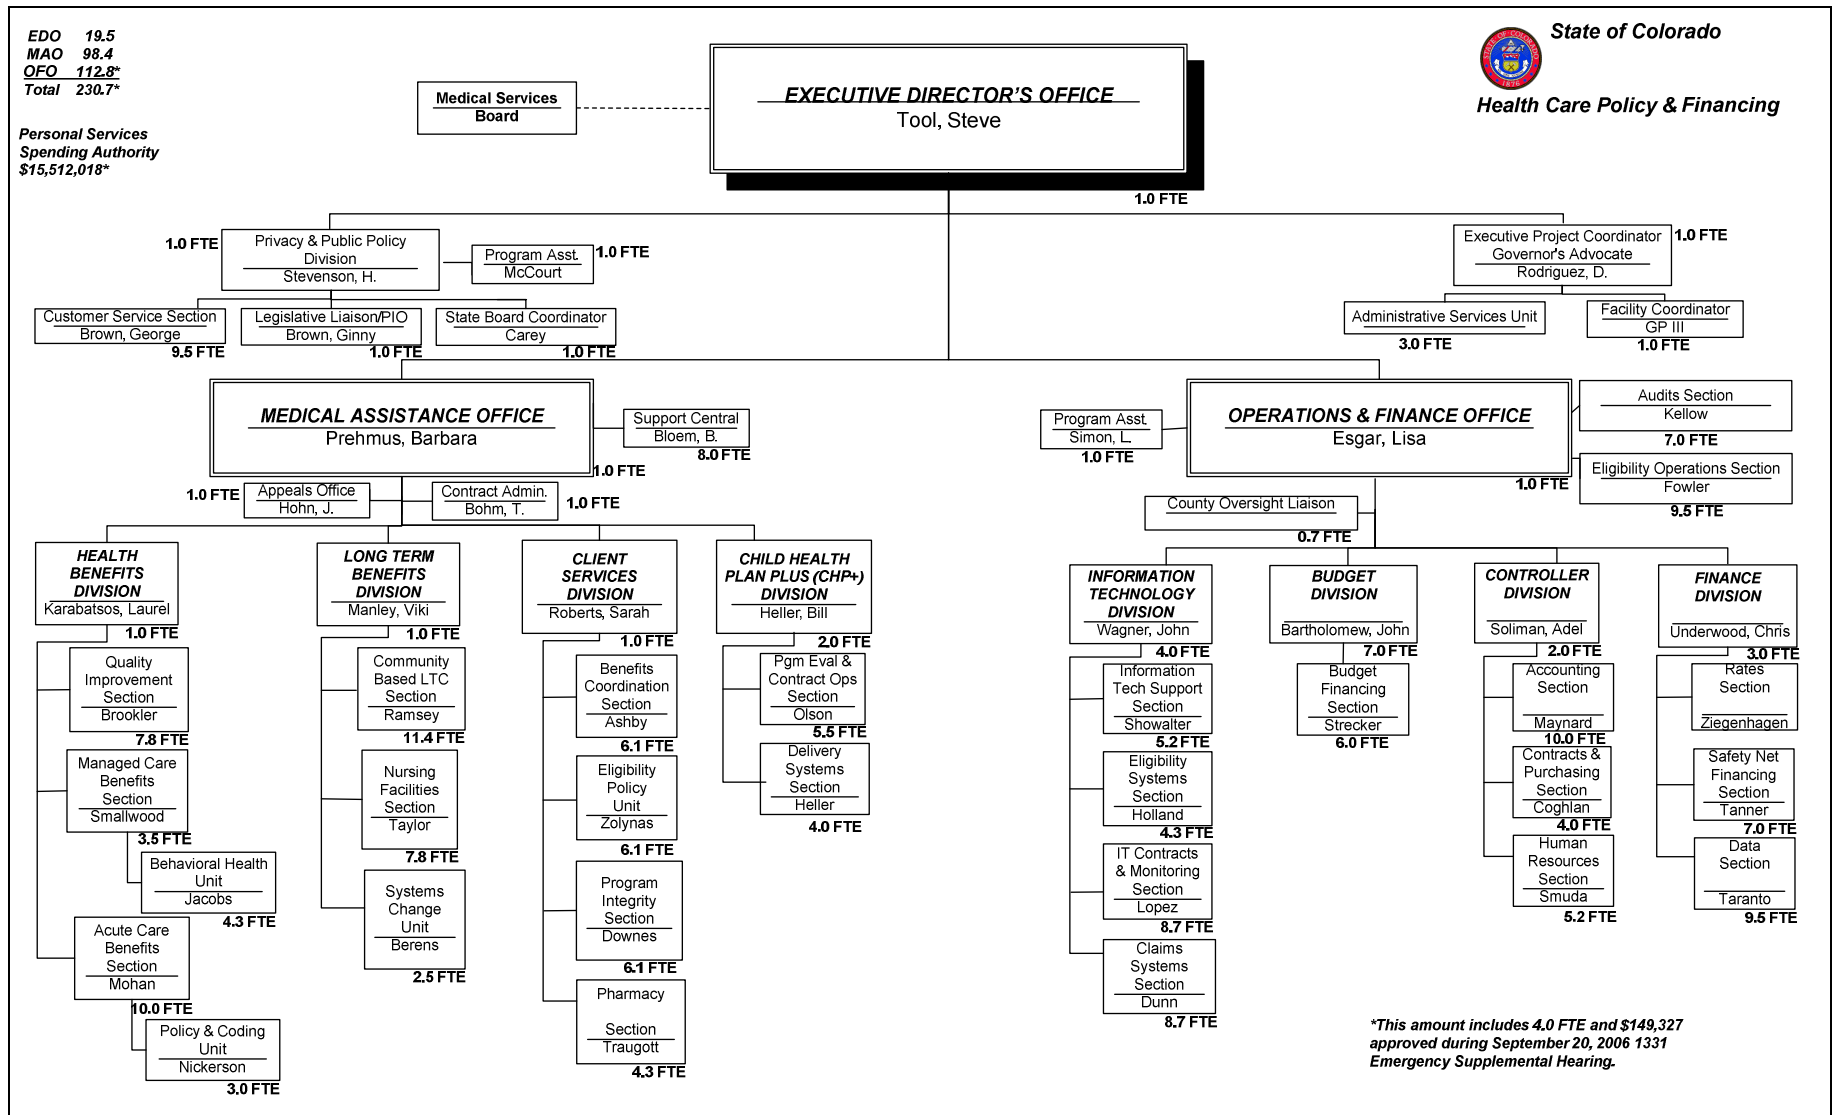 EDO 19.5
MAO 98.4
OFO 112.8*
Total 230.7*
Personal Services
Spending Authority
$15,512,018*
Medical Services
Board
EXECUTIVE DIRECTOR'S OFFICE
Tool, Steve
1.0 FTE
State of Colorado
Health Care Policy & Financing
1.0 FTE
Privacy & Public Policy
Division
Stevenson, H.
Program Asst.
McCourt
1.0 FTE
Executive Project Coordinator
Governor's Advocate
Rodriguez, D.
1.0 FTE
Customer Service Section
Brown, George
9.5 FTE
Legislative Liaison/PIO
Brown, Ginny
1.0 FTE
State Board Coordinator
Carey
1.0 FTE
Administrative Services Unit
3.0 FTE
Facility Coordinator
GP III
1.0 FTE
MEDICAL ASSISTANCE OFFICE
Prehmus, Barbara
1.0 FTE
Support Central
Bloem, B.
8.0 FTE
1.0 FTE
Appeals Office
Hohn, J.
Contract Admin.
Bohm, T.
1.0 FTE
Program Asst.
Simon, L.
1.0 FTE
OPERATIONS & FINANCE OFFICE
Esgar, Lisa
1.0 FTE
Audits Section
Kellow
7.0 FTE
Eligibility Operations Section
Fowler
9.5 FTE
County Oversight Liaison
0.7 FTE
HEALTH
BENEFITS
DIVISION
Karabatsos, Laurel
1.0 FTE
Quality
Improvement
Section
Brookler
7.8 FTE
Managed Care
Benefits
Section
Smallwood
3.5 FTE
Behavioral Health
Unit
Jacobs
4.3 FTE
Acute Care
Benefits
Section
Mohan
10.0 FTE
Policy & Coding
Unit
Nickerson
3.0 FTE
LONG TERM
BENEFITS
DIVISION
Manley, Viki
1.0 FTE
Community
Based LTC
Section
Ramsey
11.4 FTE
Nursing
Facilities
Section
Taylor
7.8 FTE
Systems
Change
Unit
Berens
2.5 FTE
CLIENT
SERVICES
DIVISION
Roberts, Sarah
1.0 FTE
Benefits
Coordination
Section
Ashby
6.1 FTE
Eligibility
Policy
Unit
Zolynas
6.1 FTE
Program
Integrity
Section
Downes
6.1 FTE
Pharmacy
Section
Traugott
4.3 FTE
CHILD HEALTH
PLAN PLUS (CHP+)
DIVISION
Heller, Bill
2.0 FTE
Pgm Eval &
Contract Ops
Section
Olson
5.5 FTE
Delivery
Systems
Section
Heller
4.0 FTE
INFORMATION
TECHNOLOGY
DIVISION
Wagner, John
4.0 FTE
Information
Tech Support
Section
Showalter
5.2 FTE
Eligibility
Systems
Section
Holland
4.3 FTE
IT Contracts
& Monitoring
Section
Lopez
8.7 FTE
Claims
Systems
Section
Dunn
8.7 FTE
BUDGET
DIVISION
Bartholomew, John
7.0 FTE
Budget
Financing
Section
Strecker
6.0 FTE
CONTROLLER
DIVISION
Soliman, Adel
2.0 FTE
Accounting
Section
Maynard
10.0 FTE
Contracts &
Purchasing
Section
Coghlan
4.0 FTE
Human
Resources
Section
Smuda
5.2 FTE
FINANCE
DIVISION
Underwood, Chris
3.0 FTE
Rates
Section
Ziegenhagen
Safety Net
Financing
Section
Tanner
7.0 FTE
Data
Section
Taranto
9.5 FTE
*This amount includes 4.0 FTE and $149,327
approved during September 20, 2006 1331
Emergency Supplemental Hearing.